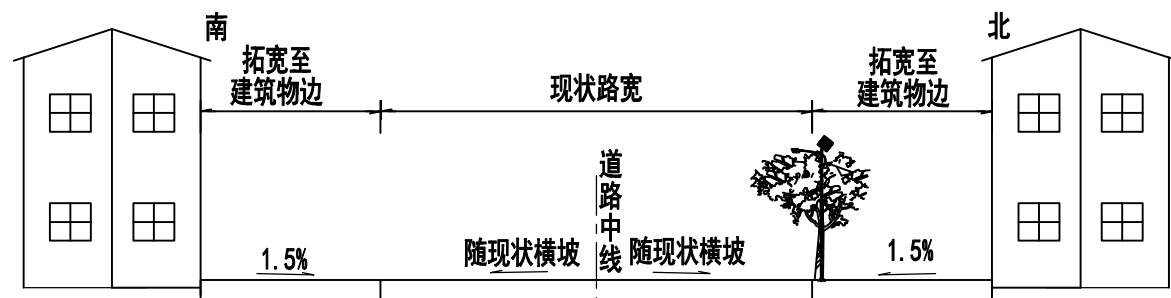 南
北
拓宽至
建筑物边
现状路宽
拓宽至
建筑物边
道路中线
1.5%
随现状横坡
随现状横坡
1.5%